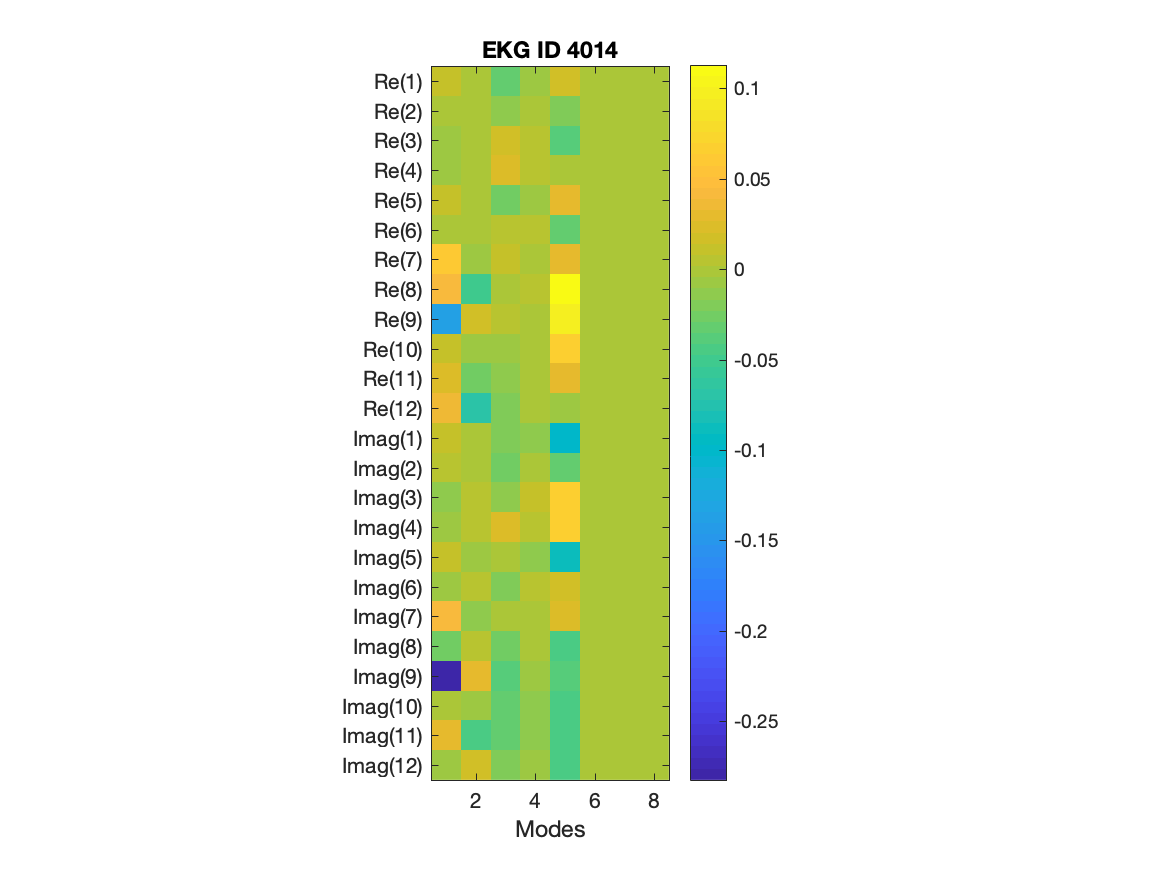 EKG ID 4014
Re(1)
Re(2)
Re(3)
Re(4)
Re(5)
Re(6)
Re(7)
Re(8)
Re(9)
Re(10)
Re(11)
Re(12)
Imag(1)
Imag(2)
Imag(3)
Imag(4)
Imag(5)
Imag(6)
Imag(7)
Imag(8)
Imag(9)
Imag(10)
Imag(11)
Imag(12)
2 4 6 8
Modes
0.1
0.05
0
-0.05
-0.1
-0.15
-0.2
-0.25